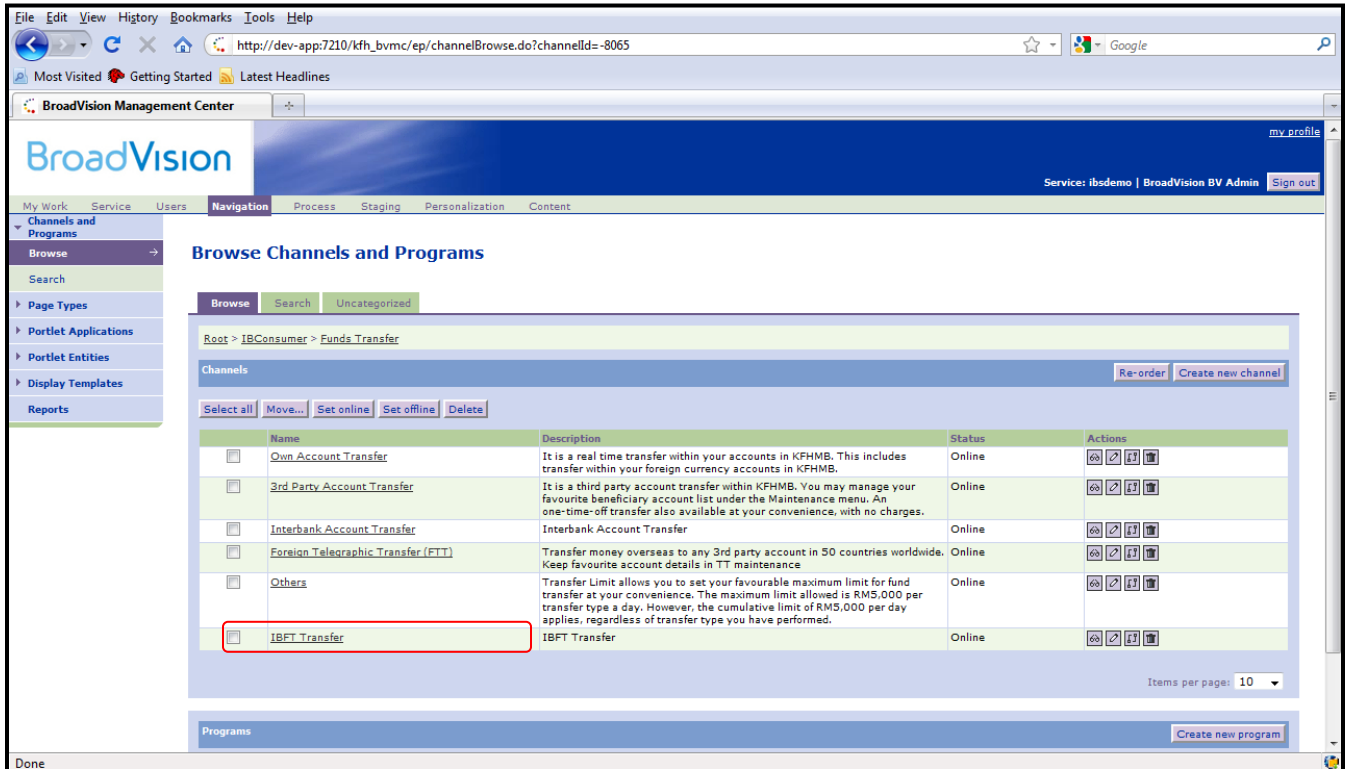 File Edit View History Bookmarks Tools Help
http://dev-app:7210/kfh_bvmc/ep/channelBrowse.do?channelId=-8065
Google
Most Visited Getting Started Latest Headlines
BroadVision Management Center
my profile
BroadVision
Service: ibsdemo | BroadVision BV Admin Sign out
My Work Service Users Navigation Process Staging Personalization Content
Channels and
Programs
Browse
Search
Page Types
Portlet Applications
Portlet Entities
Display Templates
Reports
Browse Channels and Programs
Browse Search Uncategorized
Root > IBConsumer > Funds Transfer
Channels Re-order Create new channel
Select all Move... Set online Set offline Delete
Name Description Status Actions
Own Account Transfer It is a real time transfer within your accounts in KFHMB. This includes Online
transfer within your foreign currency accounts in KFHMB.
3rd Party Account Transfer It is a third party account transfer within KFHMB. You may manage your Online
favourite beneficiary account list under the Maintenance menu. An
one-time-off transfer also available at your convenience, with no charges.
Interbank Account Transfer Interbank Account Transfer Online
Foreign Telegraphic Transfer (FTT) Transfer money overseas to any 3rd party account in 50 countries worldwide. Online
Keep favourite account details in TT maintenance
Others Transfer Limit allows you to set your favourable maximum limit for fund Online
transfer at your convenience. The maximum limit allowed is RM5,000 per
transfer type a day. However, the cumulative limit of RM5,000 per day
applies, regardless of transfer type you have performed.
IBFT Transfer IBFT Transfer Online
Items per page: 10
Programs Create new program
Done